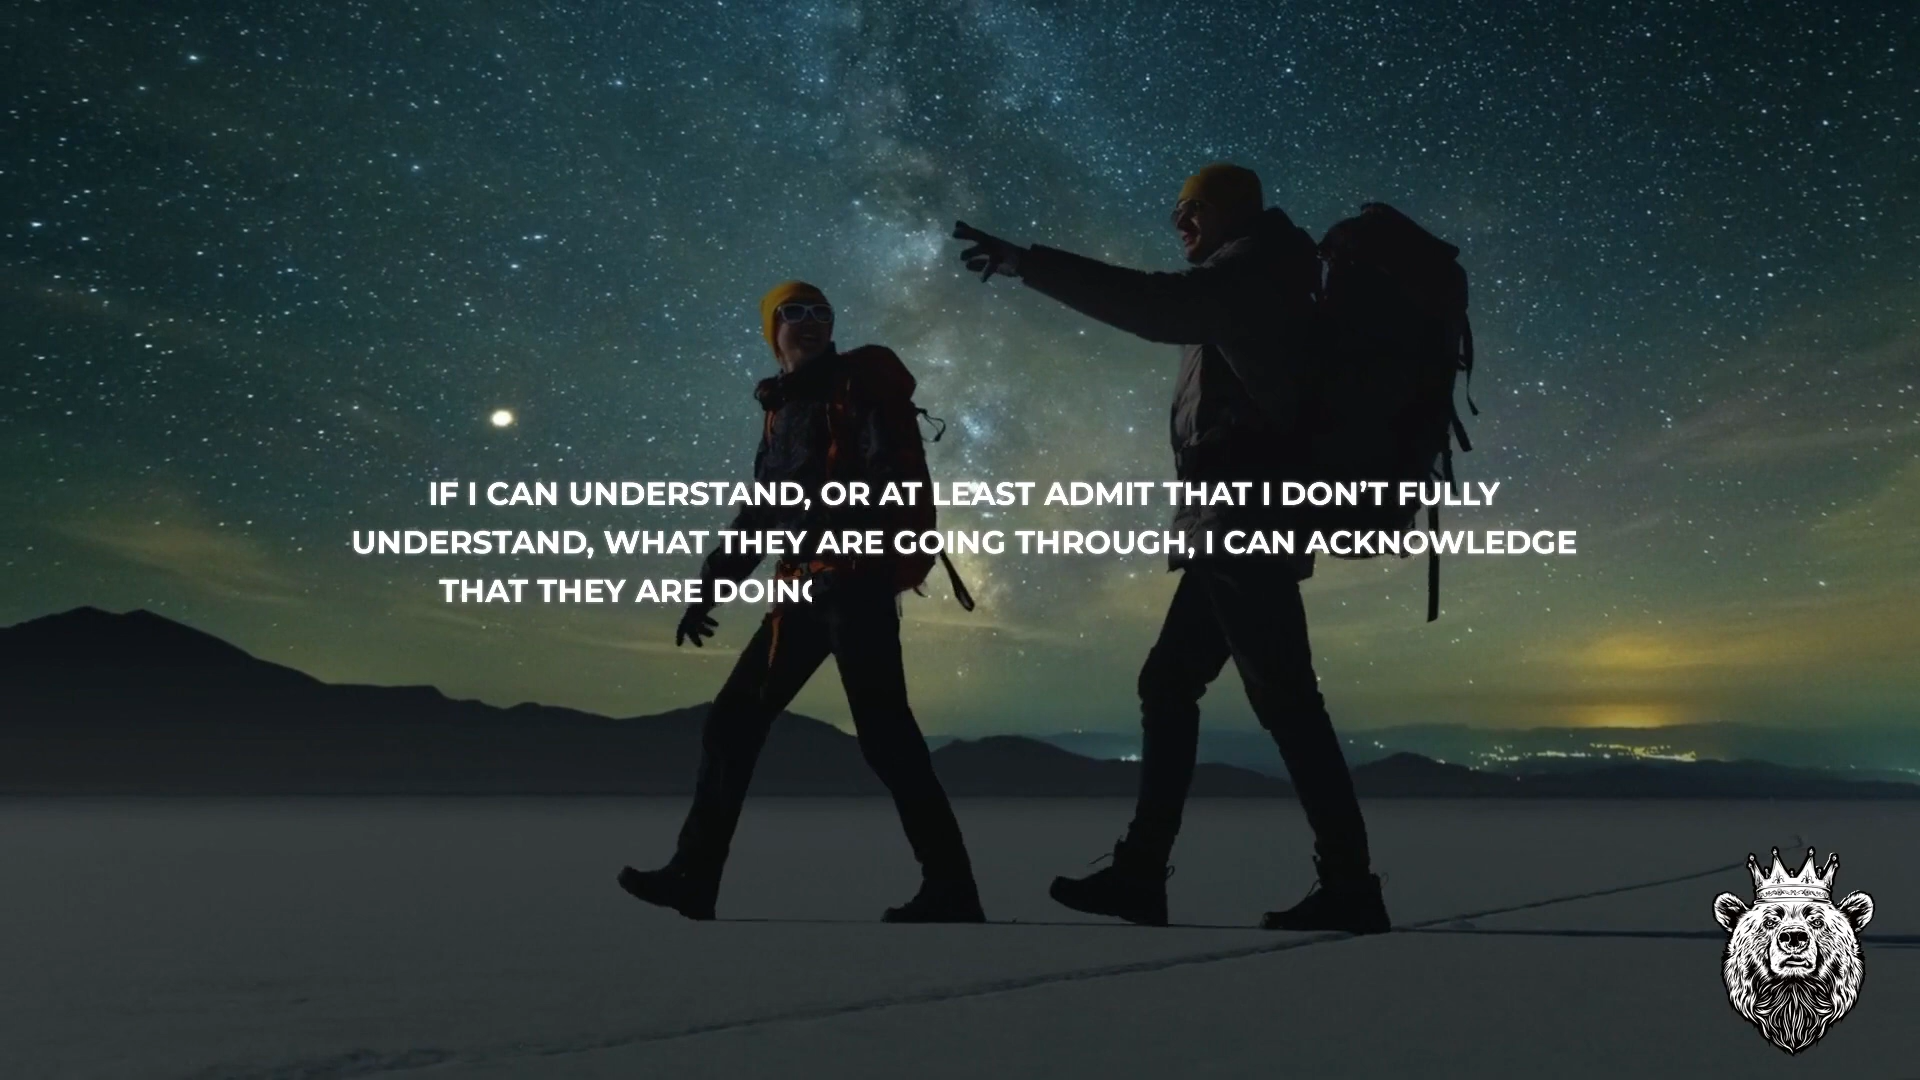 IF I CAN UNDERSTAND, OR AT LEAST ADMIT THAT I DON’T FULLY
UNDERSTAND, WHAT THEY ARE GOING THROUGH, I CAN ACKNOWLEDGE
THAT THEY ARE